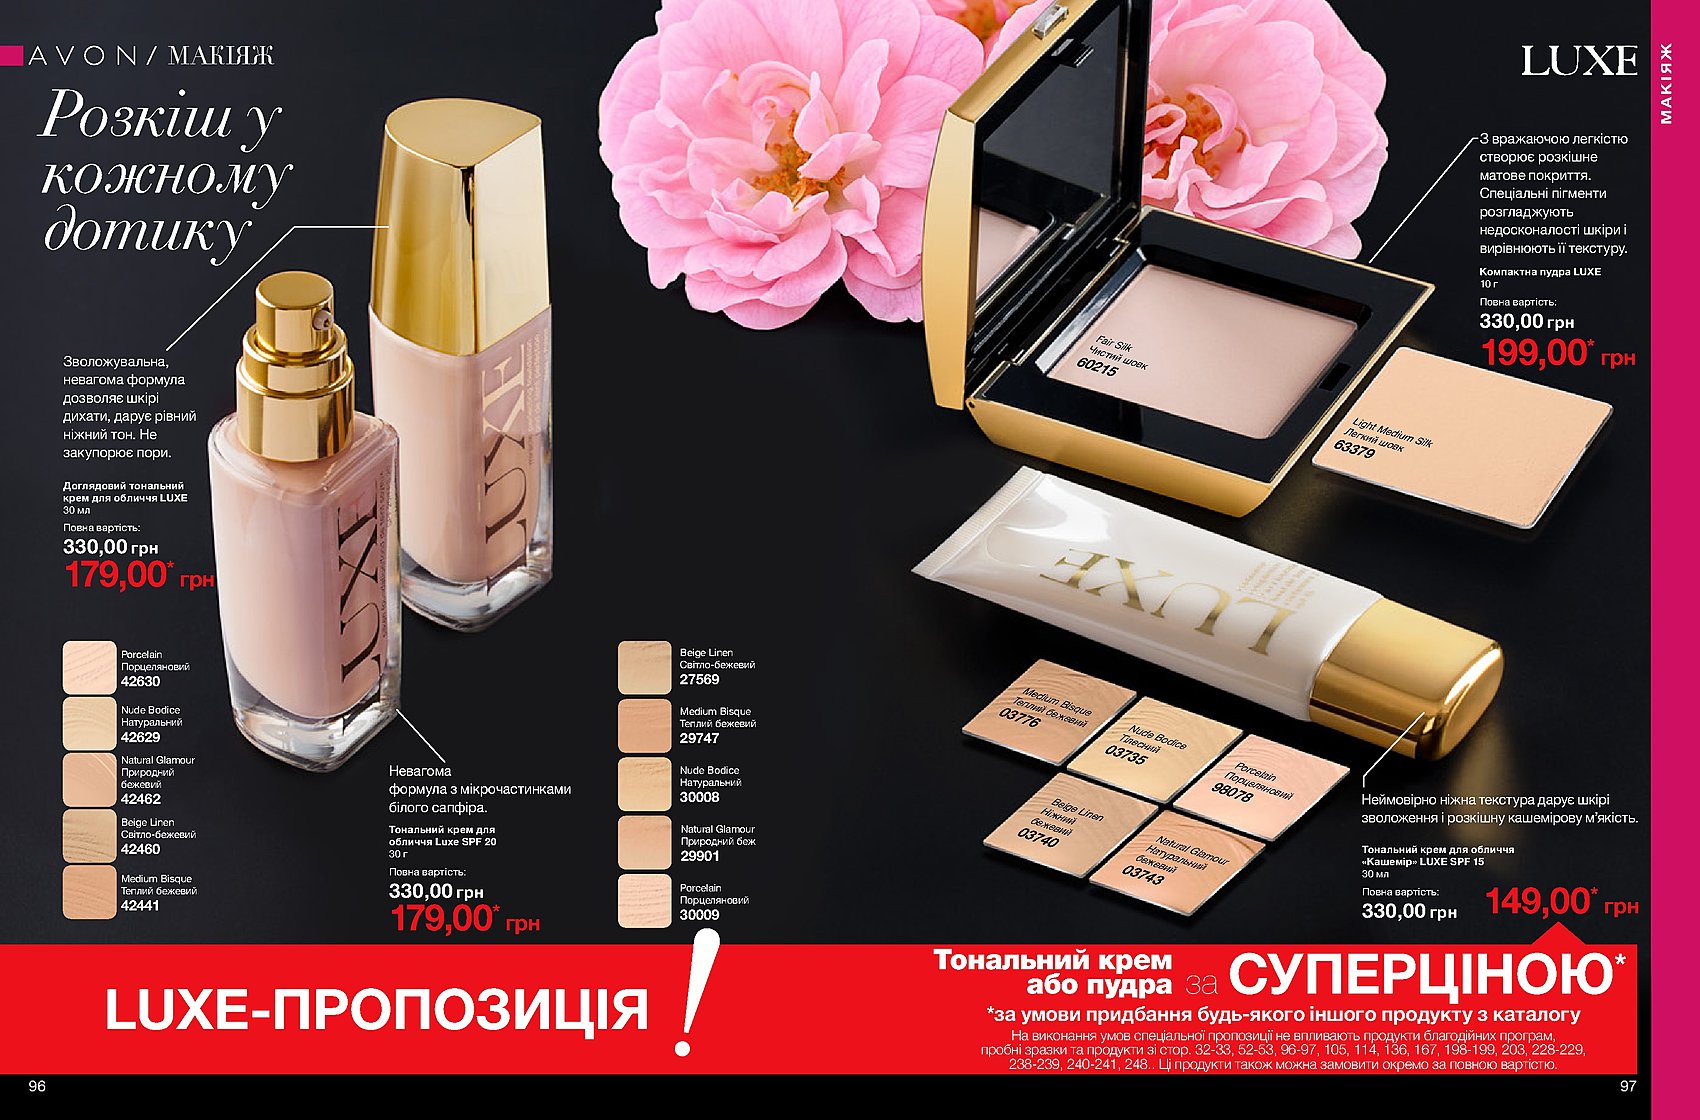 AVON / МАКІЯЖ
Розкіш у
кожному
дотику
Зволожувальна,
невагома формула
дозволяє шкірі
дихати, дарує рівний
ніжний тон. Не
закупорює пори.
Доглядовий тональний
крем для обличчя LUXE
30 мл
Повна вартість:
330,00 грн
179,00* грн
LUXE
LUXE
Porcelain
Порцеляновий
42630
Nude Bodice
Натуральний
42629
Natural Glamour
Природний
бежевий
42462
Beige Linen
Світло-бежевий
42460
Medium Bisque
Теплий бежевий
42441
Невагома
формула з мікрочастинками
білого сапфіра.
Тональний крем для
обличчя Luxe SPF 20
30 г
Повна вартість:
330,00 грн
179,00* грн
Beige Linen
Світло-бежевий
27569
Medium Bisque
Теплий бежевий
29747
Nude Bodice
Натуральний
30008
Natural Glamour
Природний беж
29901
Porcelain
Порцеляновий
30009
LUXE-ПРОПОЗИЦІЯ!
96
LUXE
МАКІЯЖ
З вражаючою легкістю
створює розкішне
матове покриття.
Спеціальні пігменти
розгладжують
недосконалості шкіри і
вирівнюють її текстуру.
Компактна пудра LUXE
10 г
Повна вартість:
330,00 грн
199,00* грн
Fair Silk
Чистий шовк
60215
Light Medium Silk
Легкий шовк
63379
LUXE
Medium Bisque
Теплий бежевий
03776
Nude Bodice
Тілесний
03735
Porcelain
Порцеляновий
98078
Beige Linen
Ніжний
бежевий
03740
Natural Glamour
Натуральний
бежевий
03743
Неймовірно ніжна текстура дарує шкірі
зволоження і розкішну кашемірову м'якість.
Тональний крем для обличчя
«Кашемір» LUXE SPF 15
30 мл
Повна вартість:
330,00 грн
149,00* грн
Тональний крем
або пудра за СУПЕРЦІНОЮ*
*за умови придбання будь-якого іншого продукту з каталогу
На виконання умов спеціальної пропозиції не впливають продукти благодійних програм,
пробні зразки та продукти зі стор. 32-33, 52-53, 96-97, 105, 114, 136, 167, 198-199, 203, 228-229,
238-239, 240-241, 248.. Ці продукти також можна замовити окремо за повною вартістю.
97